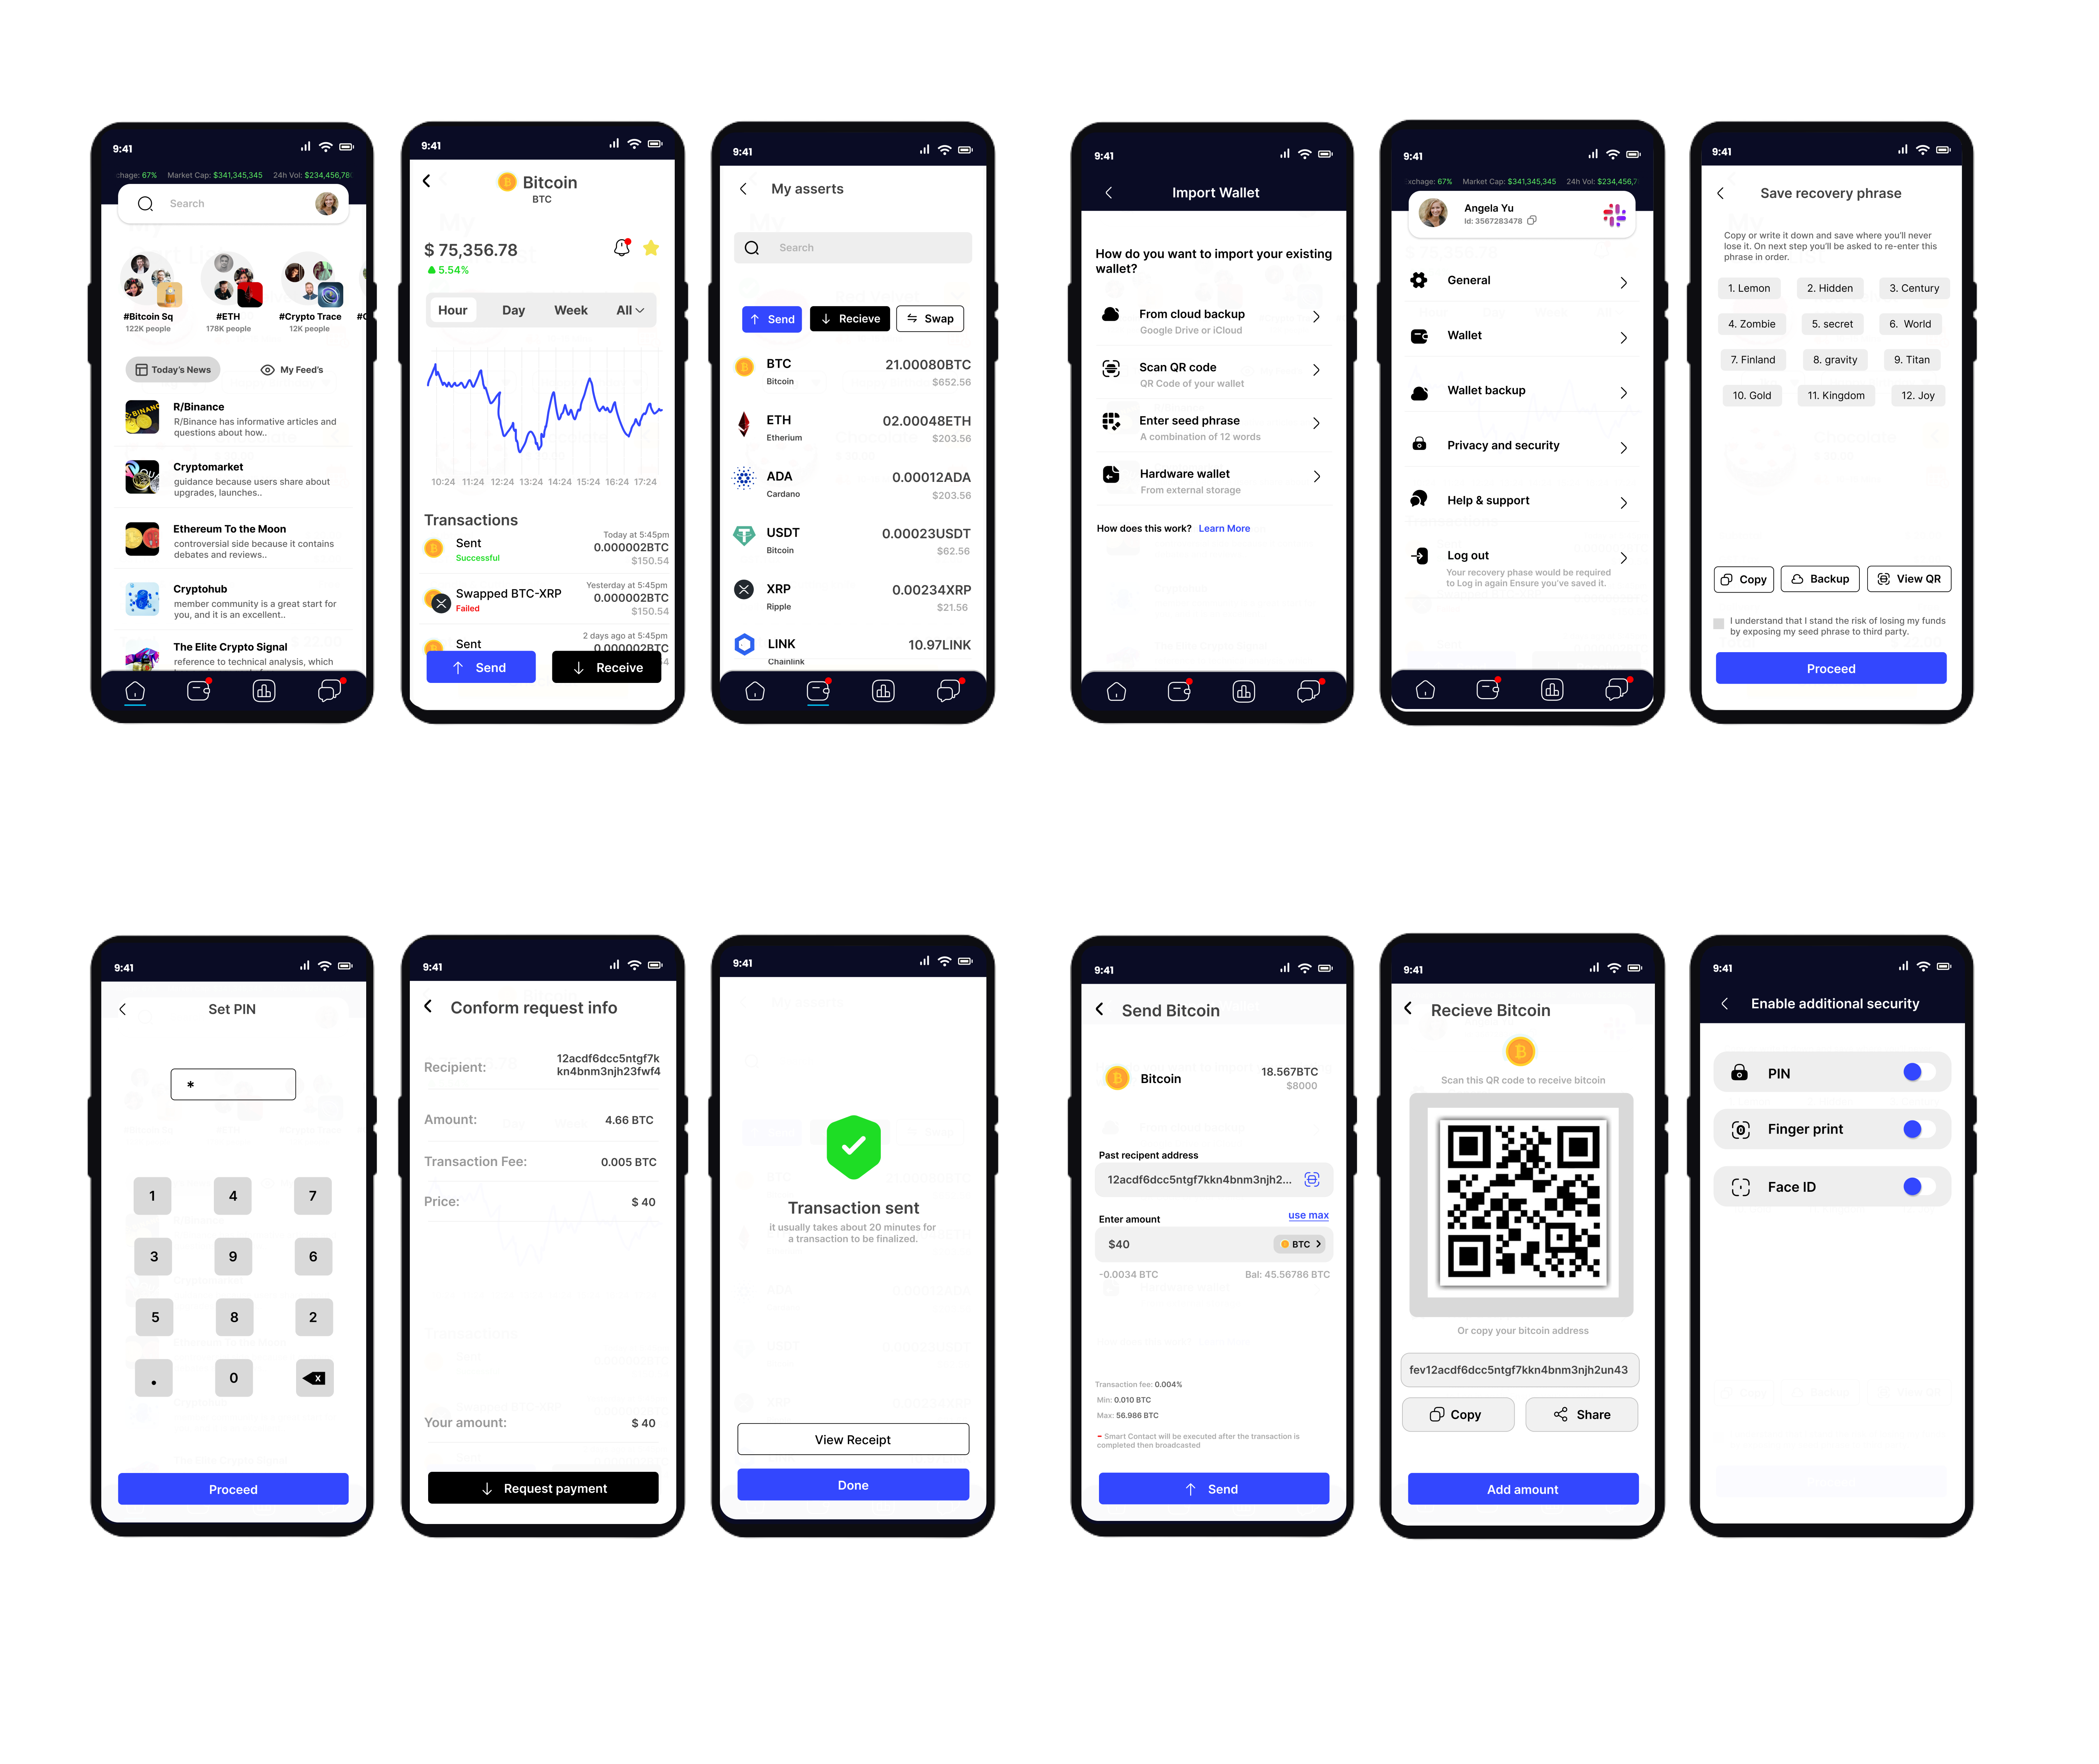 9:41
:hage: 67% Market Cap: $341,345,345 24h Vol: $234,456,78
Search
#Bitcoin Sq #ETH #Crypto Trace
122K people 178K people 12K people
Today's News My Feed's
R/Binance
R/Binance has informative articles and
questions about how..
Cryptomarket
guidance because users share about
upgrades, launches..
Ethereum To the Moon
controversial side because it contains
debates and reviews..
Cryptohub
member community is a great start for
you, and it is an excellent..
The Elite Crypto Signal
reference to technical analysis, which
9:41
Bitcoin
BTC
$ 75,356.78
5.54%
Hour Day Week All
10:24 11:24 12:24 13:24 14:24 15:24 16:24 17:24
Transactions
Today at 5:45pm
Sent 0.000002BTC
Successful $150.54
Yesterday at 5:45pm
Swapped BTC-XRP 0.000002BTC
Failed $150.54
2 days ago at 5:45pm
Sent 0.000002BTC
Send Receive
9:41
My asserts
Search
Send Recieve Swap
BTC 21.00080BTC
Bitcoin $652.56
ETH 02.00048ETH
Etherium $203.56
ADA 0.00012ADA
Cardano $203.56
USDT 0.00023USDT
Bitcoin $62.56
XRP 0.00234XRP
Ripple $21.56
LINK 10.97LINK
Chainlink
9:41
Import Wallet
How do you want to import your existing
wallet?
From cloud backup
Google Drive or iCloud
Scan QR code
QR Code of your wallet
Enter seed phrase
A combination of 12 words
Hardware wallet
From external storage
How does this work? Learn More
9:41
xchage: 67% Market Cap: $341,345,345 24h Vol: $234,456,7
Angela Yu
Id: 3567283478
General
Wallet
Wallet backup
Privacy and security
Help & support
Log out
Your recovery phase would be required
to Log in again Ensure you've saved it.
9:41
Save recovery phrase
Copy or write it down and save where you'll never
lose it. On next step you'll be asked to re-enter this
phrase in order.
1. Lemon 2. Hidden 3. Century
4. Zombie 5. secret 6. World
7. Finland 8. gravity 9. Titan
10. Gold 11. Kingdom 12. Joy
Copy Backup View QR
I understand that I stand the risk of losing my funds
by exposing my seed phrase to third party.
Proceed
9:41
Set PIN
*
1 4 7
3 9 6
5 8 2
. 0 x
Proceed
9:41
Conform request info
Recipient: 12acdf6dcc5ntgf7k
kn4bnm3njh23fwf4
Amount: 4.66 BTC
Transaction Fee: 0.005 BTC
Price: $ 40
Your amount: $ 40
Request payment
9:41
Transaction sent
it usually takes about 20 minutes for
a transaction to be finalized.
View Receipt
Done
9:41
Send Bitcoin
Bitcoin 18.567BTC
$8000
Past recipent address
12acdf6dcc5ntgf7kkn4bnm3njh2...
Enter amount use max
$40 BTC
-0.0034 BTC Bal: 45.56786 BTC
Transaction fee: 0.004%
Min: 0.010 BTC
Max: 56.986 BTC
- Smart Contact will be executed after the transaction is
completed then broadcasted
Send
9:41
Recieve Bitcoin
Scan this QR code to receive bitcoin
Or copy your bitcoin address
fev12acdf6dcc5ntgf7kkn4bnm3njh2un43
Copy Share
Add amount
9:41
Enable additional security
PIN
Finger print
Face ID